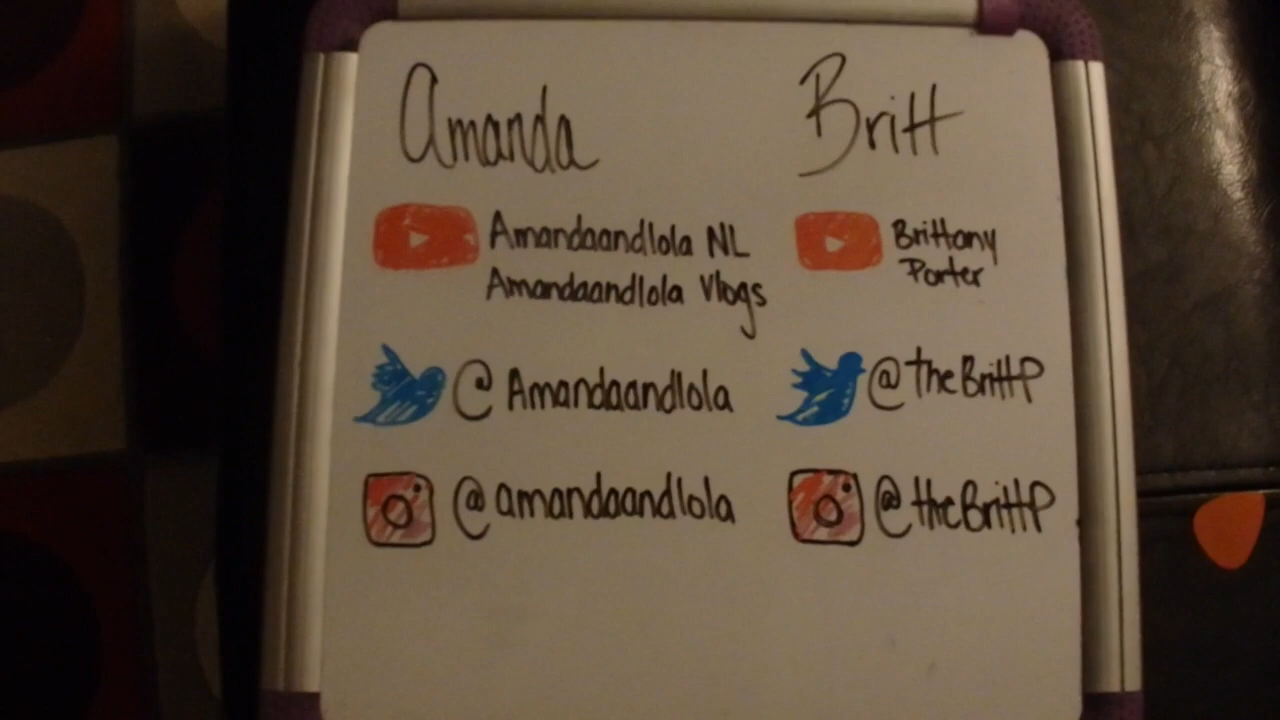 Amanda
Amandaandlola NL
Amandaandlola Vlogs
@Amandaandlola
@amandaandlola
Britt
Brittany
Porter
@theBrittP
@theBrittP